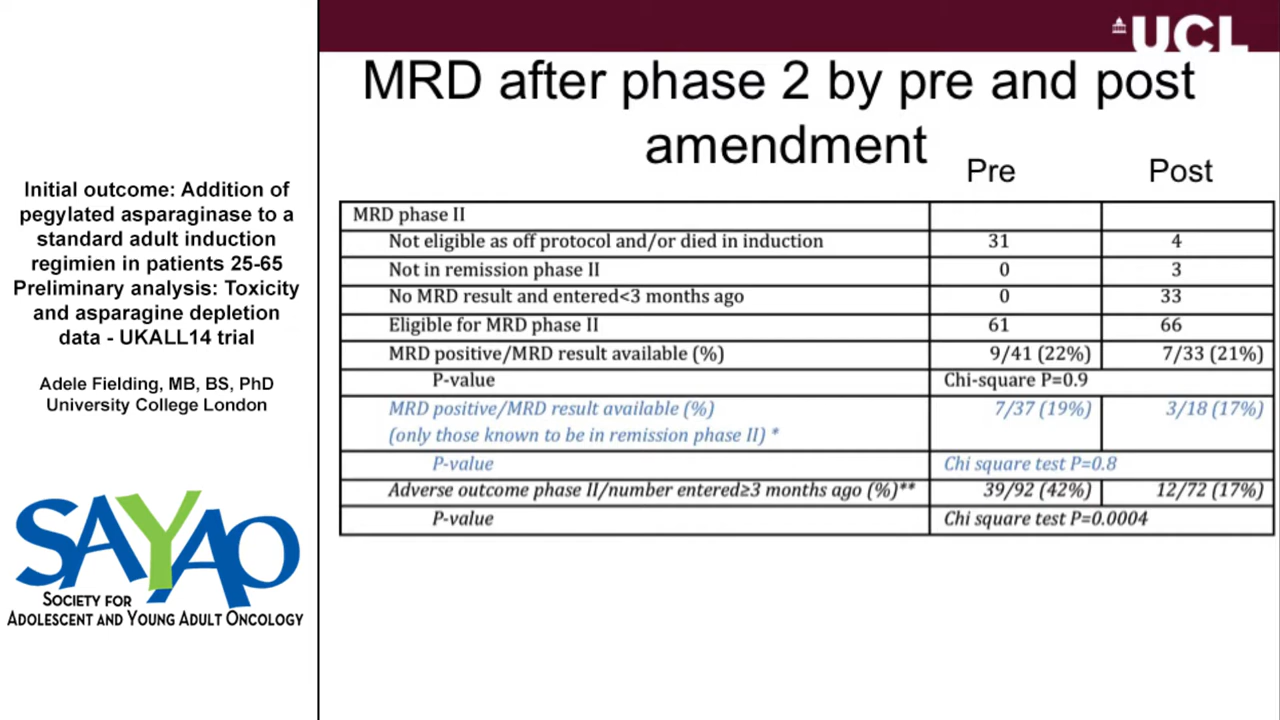 UCL
MRD after phase 2 by pre and post
amendment
Pre Post
Initial outcome: Addition of
pegylated asparaginase to a
standard adult induction
regimien in patients 25-65
Preliminary analysis: Toxicity
and asparagine depletion
data - UKALL14 trial
Adele Fielding, MB, BS, PhD
University College London
SAYAO
SOCIETY FOR
ADOLESCENT AND YOUNG ADULT ONCOLOGY
MRD phase II
Not eligible as off protocol and/or died in induction 31 4
Not in remission phase II 0 3
No MRD result and entered<3 months ago 0 33
Eligible for MRD phase II 61 66
MRD positive/MRD result available (%) 9/41 (22%) 7/33 (21%)
P-value Chi-square P=0.9
MRD positive/MRD result available (%) 7/37 (19%) 3/18 (17%)
(only those known to be in remission phase II) *
P-value Chi square test P=0.8
Adverse outcome phase II/number entered≥3 months ago (%)** 39/92 (42%) 12/72 (17%)
P-value Chi square test P=0.0004